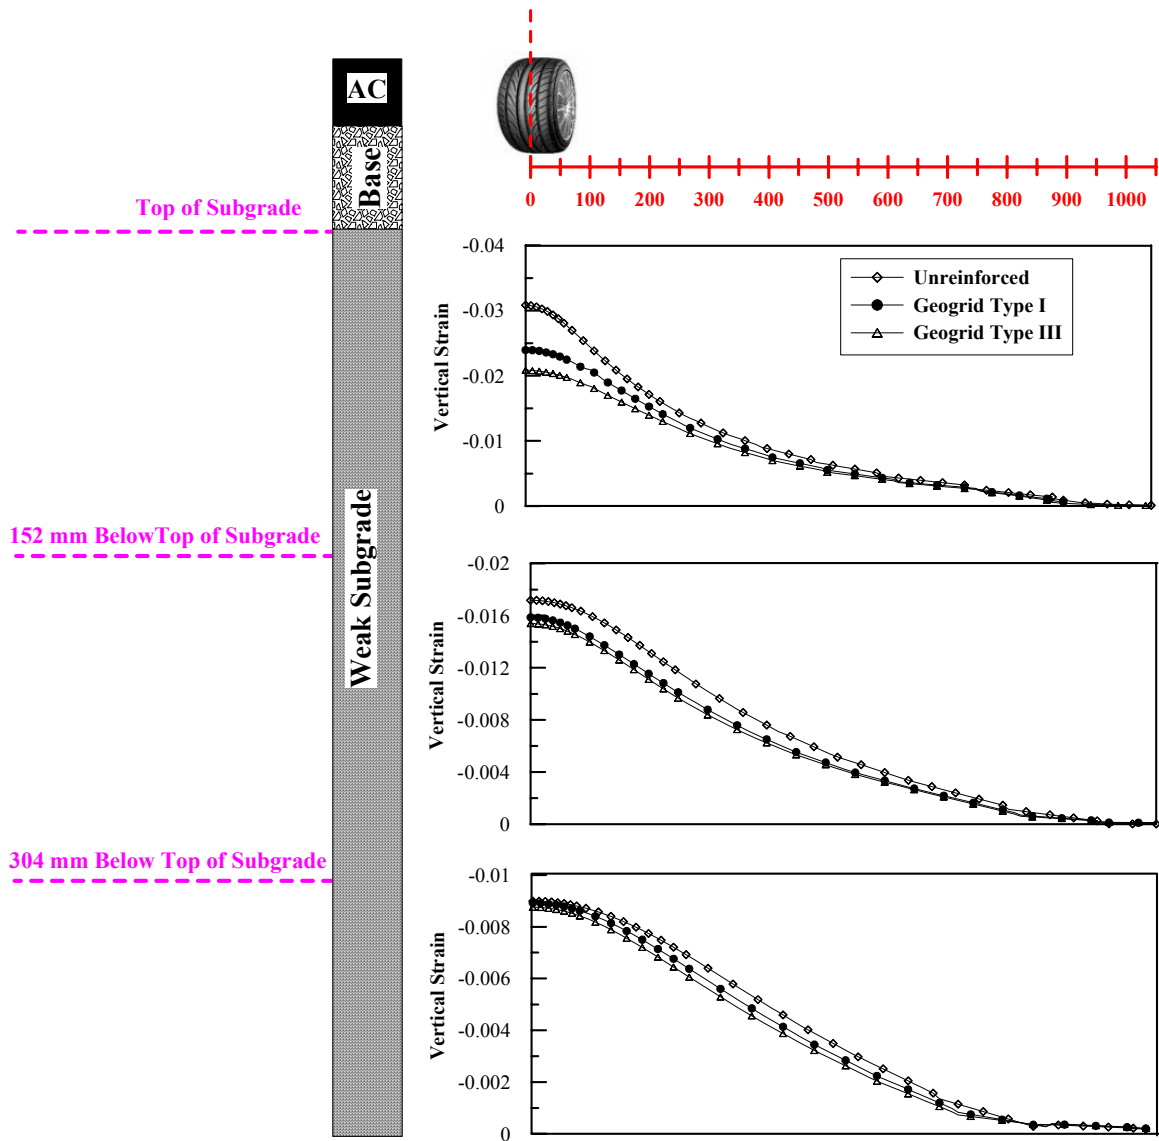 AC
Base
0 100 200 300 400 500 600 700 800 900 1000
Top of Subgrade
-0.04
-0.03
-0.02
-0.01
0
Vertical Strain
Unreinforced
Geogrid Type I
Geogrid Type III
152 mm BelowTop of Subgrade
Weak Subgrade
-0.02
-0.016
-0.012
-0.008
-0.004
0
Vertical Strain
304 mm Below Top of Subgrade
-0.01
-0.008
-0.006
-0.004
-0.002
0
Vertical Strain